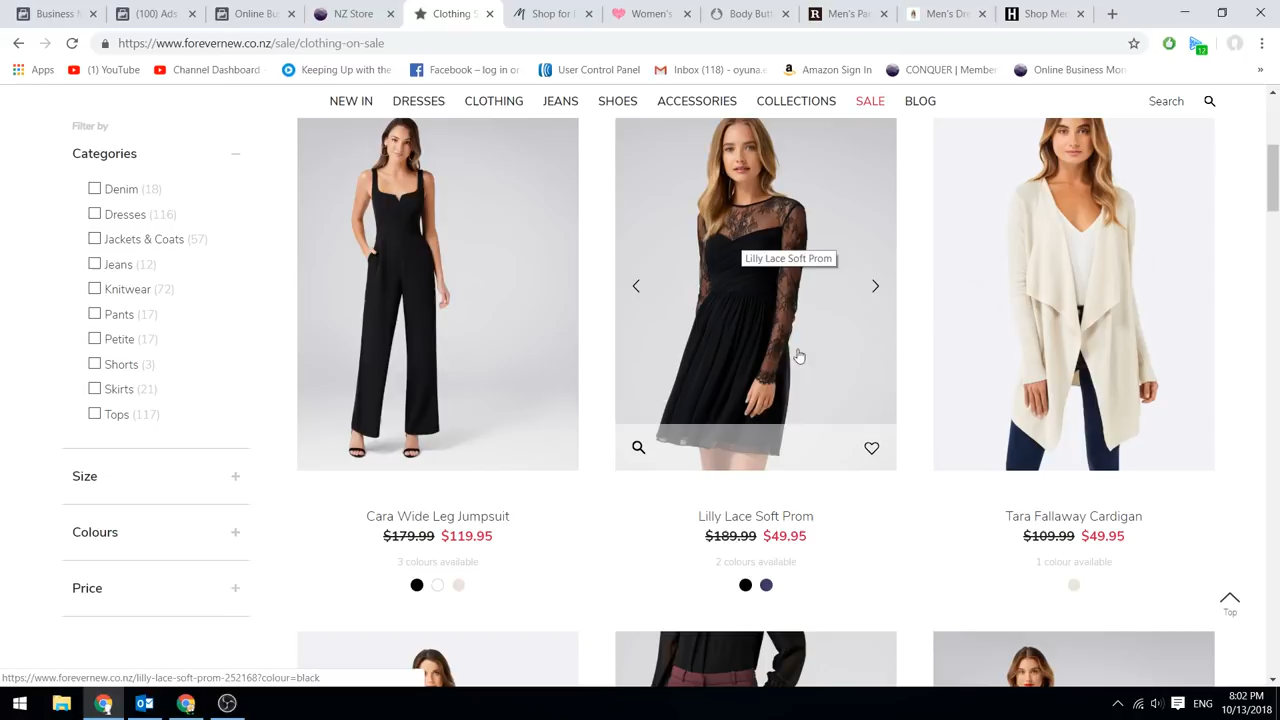 Business M
(100) Ads
Online Bus
NZ Store
Clothing S
Shop for
Women's
Body Butt
Men's Pa
Men's Dre
Shop Men
https://www.forevernew.co.nz/sale/clothing-on-sale
12
Apps
(1) YouTube
Channel Dashboard
Keeping Up with the
Facebook – log in or
User Control Panel
Inbox (118) - oyuna.e
Amazon Sign In
CONQUER | Member
Online Business Mon
NEW IN
DRESSES
CLOTHING
JEANS
SHOES
ACCESSORIES
COLLECTIONS
SALE
BLOG
Search
Filter by
Categories
Denim (18)
Dresses (116)
Jackets & Coats (57)
Jeans (12)
Knitwear (72)
Pants (17)
Petite (17)
Shorts (3)
Skirts (21)
Tops (117)
Size
Colours
Price
Lilly Lace Soft Prom
Cara Wide Leg Jumpsuit
$179.99 $119.95
3 colours available
Lilly Lace Soft Prom
$189.99 $49.95
2 colours available
Tara Fallaway Cardigan
$109.99 $49.95
1 colour available
Top
https://www.forevernew.co.nz/lilly-lace-soft-prom-252168?colour=black
ENG
8:02 PM
10/13/2018